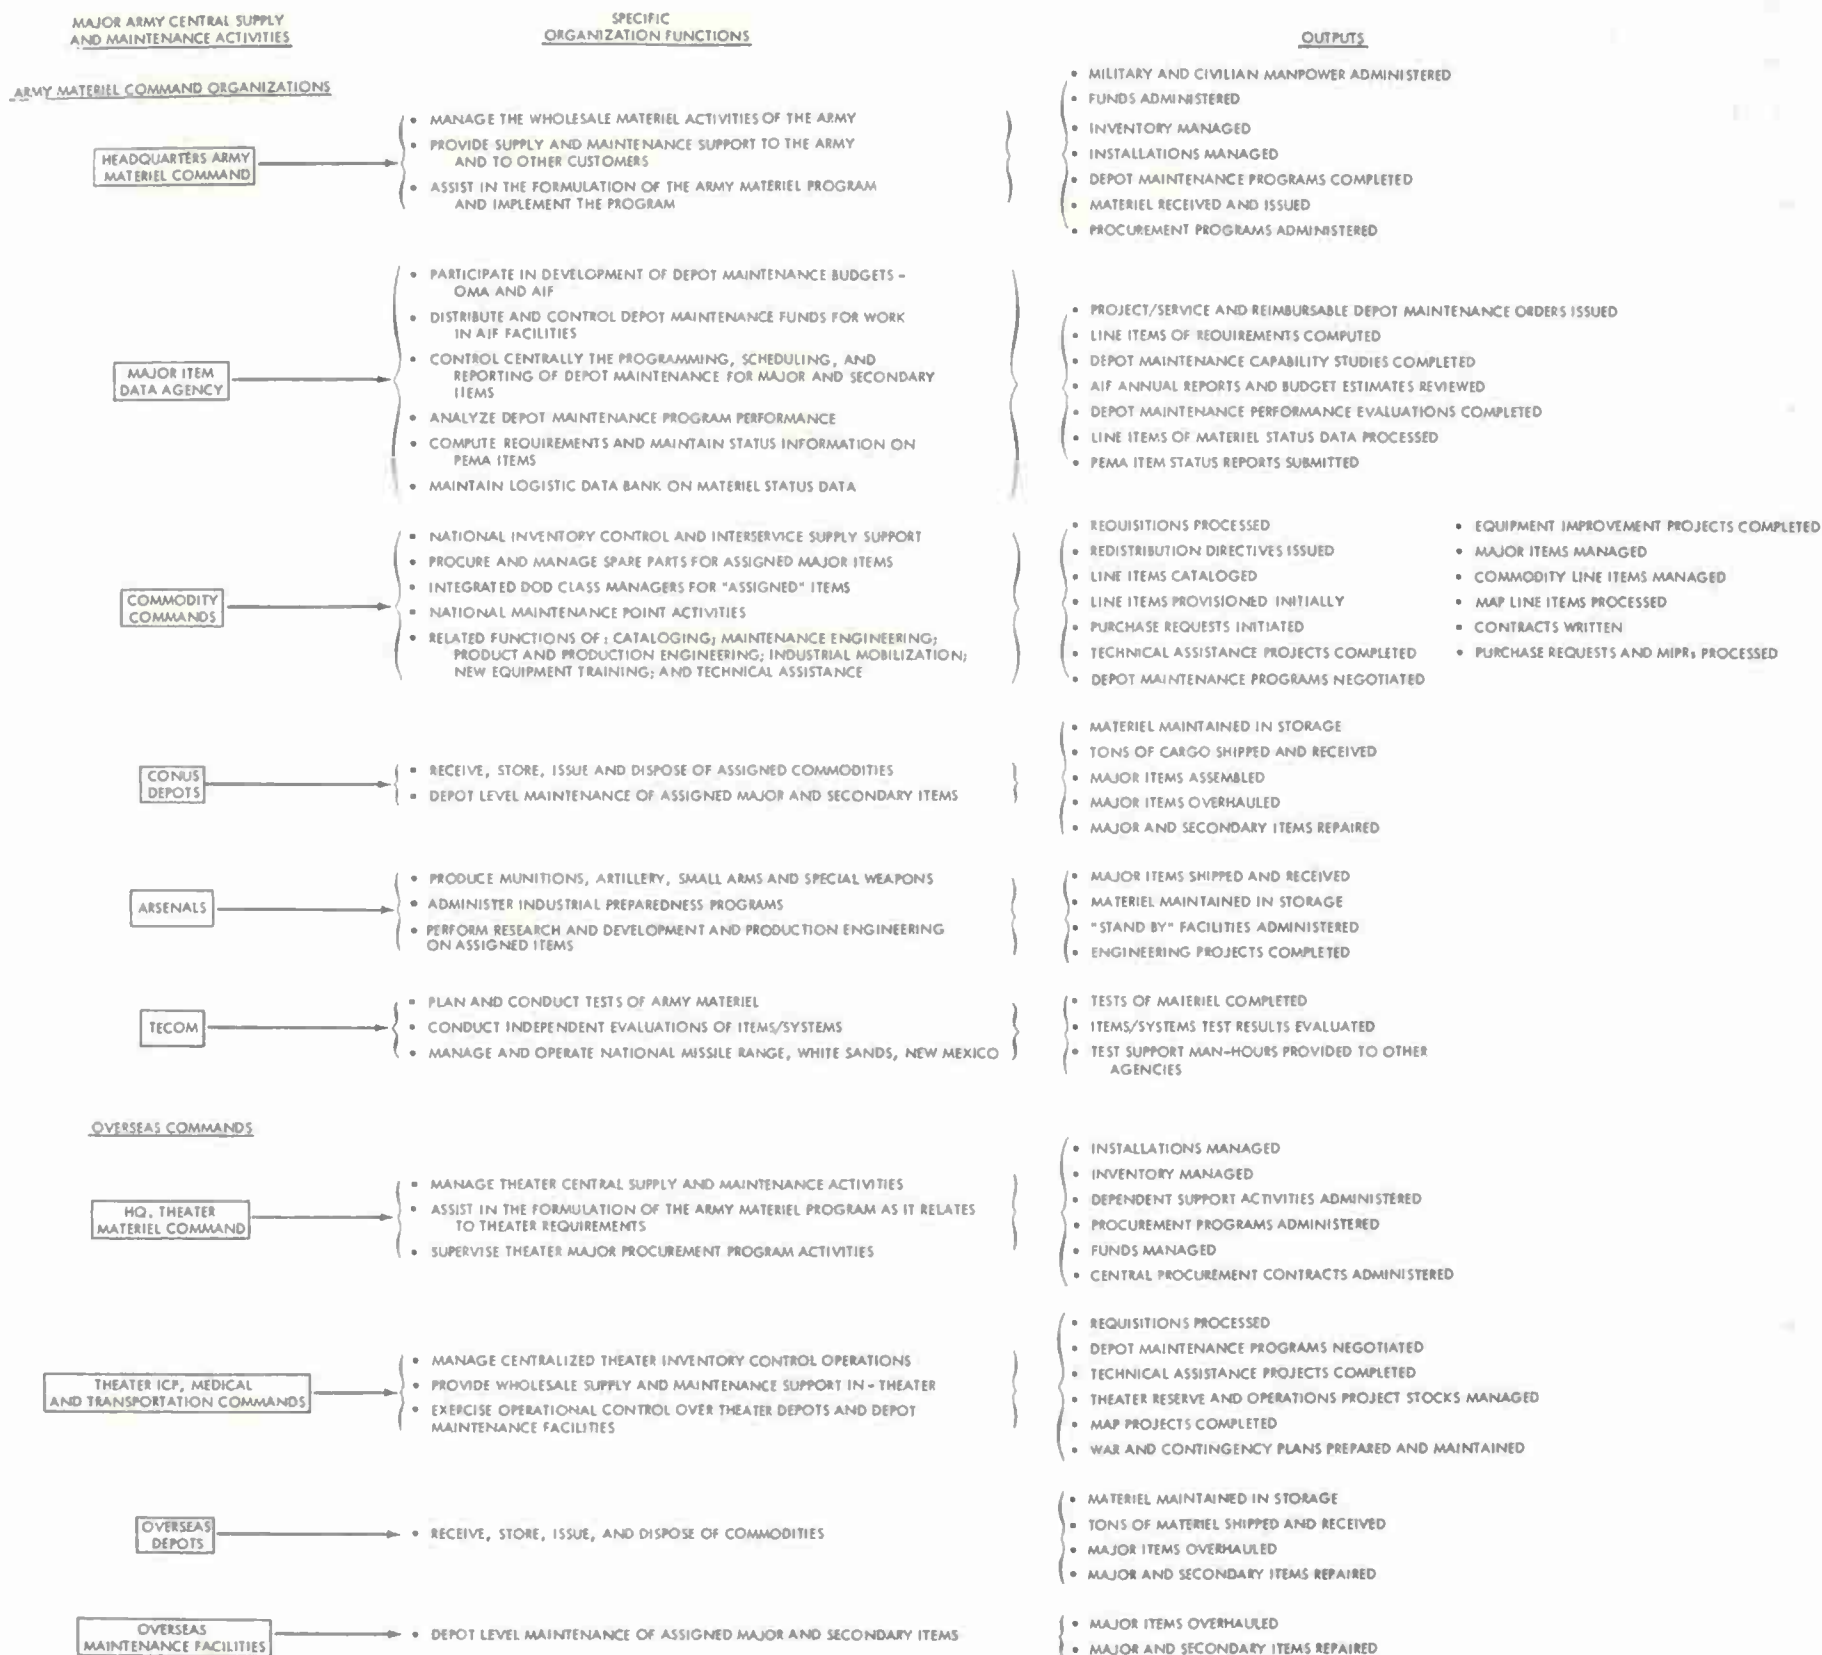 MAJOR ARMY CENTRAL SUPPLY
AND MAINTENANCE ACTIVITIES
SPECIFIC
ORGANIZATION FUNCTIONS
OUTPUTS
ARMY MATERIEL COMMAND ORGANIZATIONS
HEADQUARTERS ARMY
MATERIEL COMMAND
• MANAGE THE WHOLESALE MATERIEL ACTIVITIES OF THE ARMY
• PROVIDE SUPPLY AND MAINTENANCE SUPPORT TO THE ARMY
AND TO OTHER CUSTOMERS
• ASSIST IN THE FORMULATION OF THE ARMY MATERIEL PROGRAM
AND IMPLEMENT THE PROGRAM
• MILITARY AND CIVILIAN MANPOWER ADMINISTERED
• FUNDS ADMINISTERED
• INVENTORY MANAGED
• INSTALLATIONS MANAGED
• DEPOT MAINTENANCE PROGRAMS COMPLETED
• MATERIEL RECEIVED AND ISSUED
• PROCUREMENT PROGRAMS ADMINISTERED
MAJOR ITEM
DATA AGENCY
• PARTICIPATE IN DEVELOPMENT OF DEPOT MAINTENANCE BUDGETS -
OMA AND AIF
• DISTRIBUTE AND CONTROL DEPOT MAINTENANCE FUNDS FOR WORK
IN AIF FACILITIES
• CONTROL CENTRALLY THE PROGRAMMING, SCHEDULING, AND
REPORTING OF DEPOT MAINTENANCE FOR MAJOR AND SECONDARY
ITEMS
• ANALYZE DEPOT MAINTENANCE PROGRAM PERFORMANCE
• COMPUTE REQUIREMENTS AND MAINTAIN STATUS INFORMATION ON
PEMA ITEMS
• MAINTAIN LOGISTIC DATA BANK ON MATERIEL STATUS DATA
• PROJECT/SERVICE AND REIMBURSABLE DEPOT MAINTENANCE ORDERS ISSUED
• LINE ITEMS OF REQUIREMENTS COMPUTED
• DEPOT MAINTENANCE CAPABILITY STUDIES COMPLETED
• AIF ANNUAL REPORTS AND BUDGET ESTIMATES REVIEWED
• DEPOT MAINTENANCE PERFORMANCE EVALUATIONS COMPLETED
• LINE ITEMS OF MATERIEL STATUS DATA PROCESSED
• PEMA ITEM STATUS REPORTS SUBMITTED
COMMODITY
COMMANDS
• NATIONAL INVENTORY CONTROL AND INTERSERVICE SUPPLY SUPPORT
• PROCURE AND MANAGE SPARE PARTS FOR ASSIGNED MAJOR ITEMS
• INTEGRATED DOD CLASS MANAGERS FOR "ASSIGNED" ITEMS
• NATIONAL MAINTENANCE POINT ACTIVITIES
• RELATED FUNCTIONS OF: CATALOGING; MAINTENANCE ENGINEERING;
PRODUCT AND PRODUCTION ENGINEERING; INDUSTRIAL MOBILIZATION;
NEW EQUIPMENT TRAINING; AND TECHNICAL ASSISTANCE
• REQUISITIONS PROCESSED
• REDISTRIBUTION DIRECTIVES ISSUED
• LINE ITEMS CATALOGED
• LINE ITEMS PROVISIONED INITIALLY
• PURCHASE REQUESTS INITIATED
• TECHNICAL ASSISTANCE PROJECTS COMPLETED
• DEPOT MAINTENANCE PROGRAMS NEGOTIATED
• EQUIPMENT IMPROVEMENT PROJECTS COMPLETED
• MAJOR ITEMS MANAGED
• COMMODITY LINE ITEMS MANAGED
• MAP LINE ITEMS PROCESSED
• CONTRACTS WRITTEN
• PURCHASE REQUESTS AND MIPRs PROCESSED
CONUS
DEPOTS
• RECEIVE, STORE, ISSUE AND DISPOSE OF ASSIGNED COMMODITIES
• DEPOT LEVEL MAINTENANCE OF ASSIGNED MAJOR AND SECONDARY ITEMS
• MATERIEL MAINTAINED IN STORAGE
• TONS OF CARGO SHIPPED AND RECEIVED
• MAJOR ITEMS ASSEMBLED
• MAJOR ITEMS OVERHAULED
• MAJOR AND SECONDARY ITEMS REPAIRED
ARSENALS
• PRODUCE MUNITIONS, ARTILLERY, SMALL ARMS AND SPECIAL WEAPONS
• ADMINISTER INDUSTRIAL PREPAREDNESS PROGRAMS
• PERFORM RESEARCH AND DEVELOPMENT AND PRODUCTION ENGINEERING
ON ASSIGNED ITEMS
• MAJOR ITEMS SHIPPED AND RECEIVED
• MATERIEL MAINTAINED IN STORAGE
• "STAND BY" FACILITIES ADMINISTERED
• ENGINEERING PROJECTS COMPLETED
TECOM
• PLAN AND CONDUCT TESTS OF ARMY MATERIEL
• CONDUCT INDEPENDENT EVALUATIONS OF ITEMS/SYSTEMS
• MANAGE AND OPERATE NATIONAL MISSILE RANGE, WHITE SANDS, NEW MEXICO
• TESTS OF MATERIEL COMPLETED
• ITEMS/SYSTEMS TEST RESULTS EVALUATED
• TEST SUPPORT MAN-HOURS PROVIDED TO OTHER
AGENCIES
OVERSEAS COMMANDS
HQ. THEATER
MATERIEL COMMAND
• MANAGE THEATER CENTRAL SUPPLY AND MAINTENANCE ACTIVITIES
• ASSIST IN THE FORMULATION OF THE ARMY MATERIEL PROGRAM AS IT RELATES
TO THEATER REQUIREMENTS
• SUPERVISE THEATER MAJOR PROCUREMENT PROGRAM ACTIVITIES
• INSTALLATIONS MANAGED
• INVENTORY MANAGED
• DEPENDENT SUPPORT ACTIVITIES ADMINISTERED
• PROCUREMENT PROGRAMS ADMINISTERED
• FUNDS MANAGED
• CENTRAL PROCUREMENT CONTRACTS ADMINISTERED
THEATER ICP, MEDICAL
AND TRANSPORTATION COMMANDS
• MANAGE CENTRALIZED THEATER INVENTORY CONTROL OPERATIONS
• PROVIDE WHOLESALE SUPPLY AND MAINTENANCE SUPPORT IN - THEATER
• EXERCISE OPERATIONAL CONTROL OVER THEATER DEPOTS AND DEPOT
MAINTENANCE FACILITIES
• REQUISITIONS PROCESSED
• DEPOT MAINTENANCE PROGRAMS NEGOTIATED
• TECHNICAL ASSISTANCE PROJECTS COMPLETED
• THEATER RESERVE AND OPERATIONS PROJECT STOCKS MANAGED
• MAP PROJECTS COMPLETED
• WAR AND CONTINGENCY PLANS PREPARED AND MAINTAINED
OVERSEAS
DEPOTS
• RECEIVE, STORE, ISSUE, AND DISPOSE OF COMMODITIES
• MATERIEL MAINTAINED IN STORAGE
• TONS OF MATERIEL SHIPPED AND RECEIVED
• MAJOR ITEMS OVERHAULED
• MAJOR AND SECONDARY ITEMS REPAIRED
OVERSEAS
MAINTENANCE FACILITIES
• DEPOT LEVEL MAINTENANCE OF ASSIGNED MAJOR AND SECONDARY ITEMS
• MAJOR ITEMS OVERHAULED
• MAJOR AND SECONDARY ITEMS REPAIRED